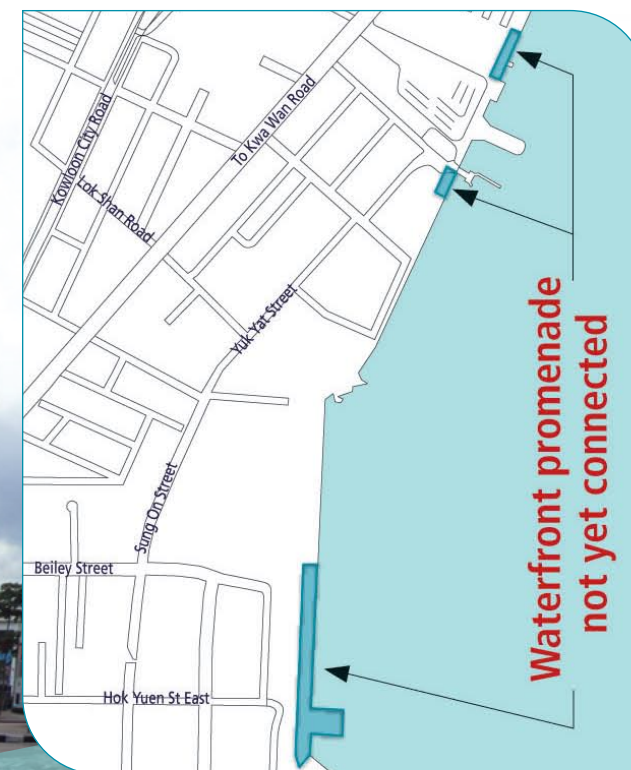 Kowloon City Road
To Kwa Wan Road
Lok Shan Road
Yuk Yat Street
Sung On Street
Beiley Street
Hok Yuen St East
Waterfront promenade
not yet connected